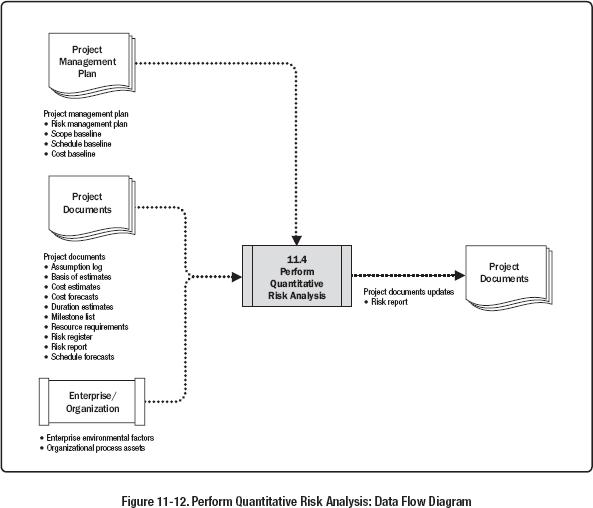 Project
Management
Plan
Project management plan
• Risk management plan
• Scope baseline
• Schedule baseline
• Cost baseline
Project
Documents
Project documents
• Assumption log
• Basis of estimates
• Cost estimates
• Cost forecasts
• Duration estimates
• Milestone list
• Resource requirements
• Risk register
• Risk report
• Schedule forecasts
Enterprise/
Organization
• Enterprise environmental factors
• Organizational process assets
11.4
Perform
Quantitative
Risk Analysis
Project documents updates
• Risk report
Project
Documents
Figure 11-12. Perform Quantitative Risk Analysis: Data Flow Diagram